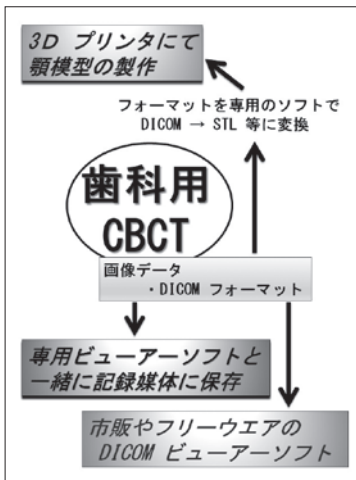 3D プリンタにて
顎模型の製作
フォーマットを専用のソフトで
DICOM → STL 等に変換
歯科用
CBCT
画像データ
・DICOM フォーマット
専用ビューアーソフトと
一緒に記録媒体に保存
市販やフリーウエアの
DICOM ビューアーソフト